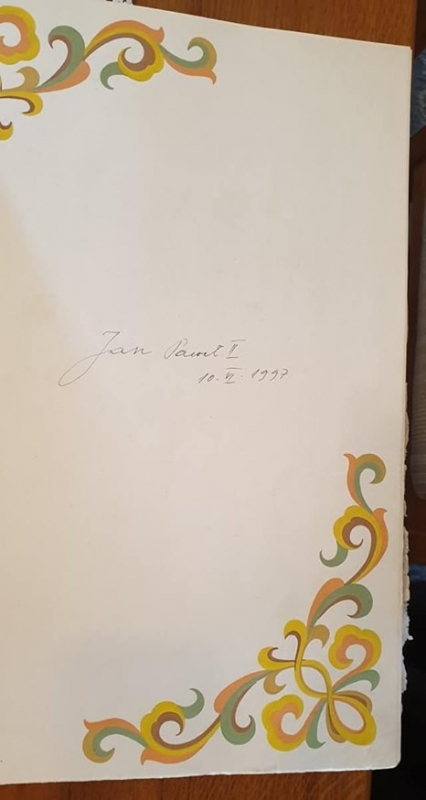 Jan Paweł II
10. VI. 1997